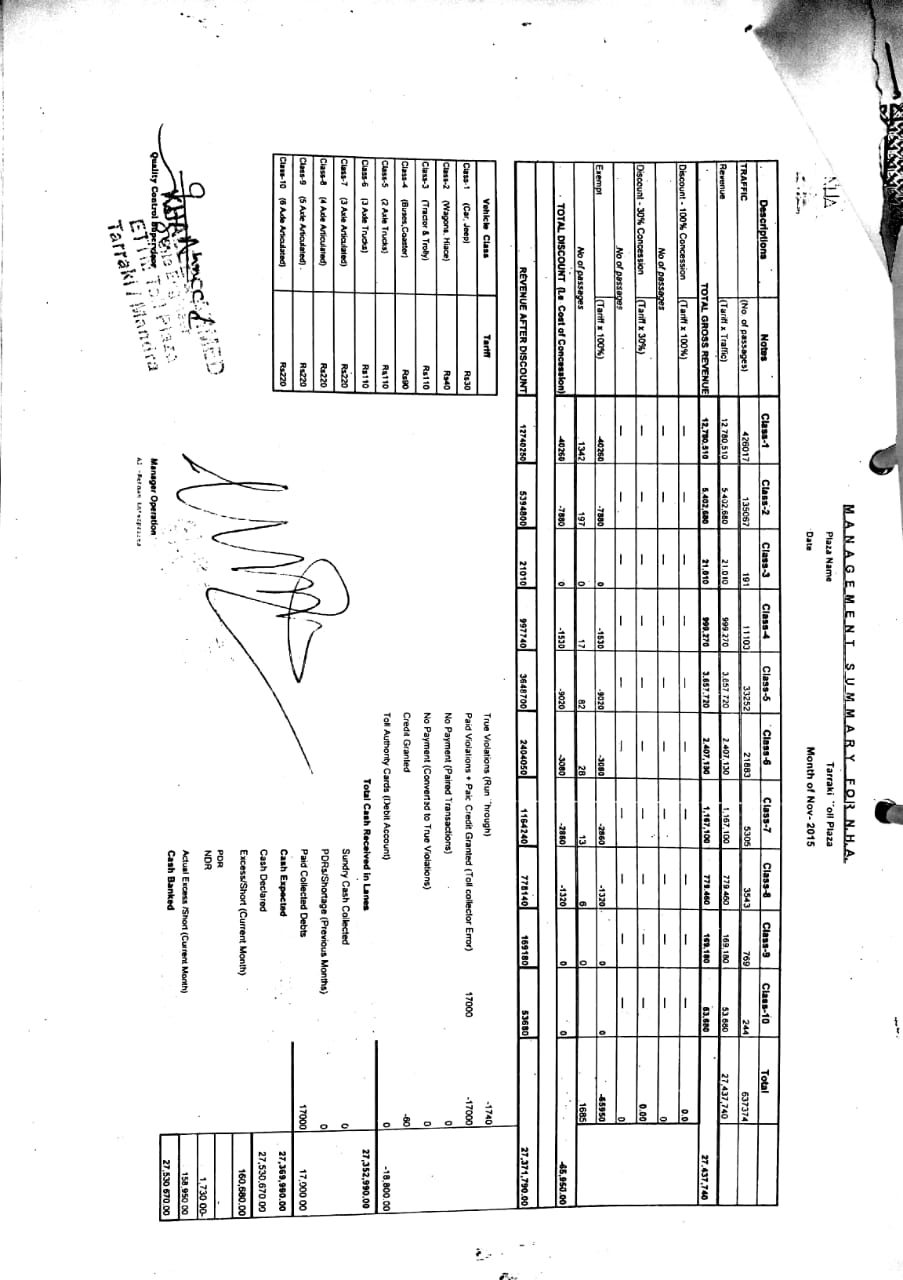 MANAGEMENT SUMMARY FOR N.H.A.
Plaza Name Tarraki Toll Plaza
Date Month of Nov- 2015
Descriptions Notes Class-1 Class-2 Class-3 Class-4 Class-5 Class-6 Class-7 Class-8 Class-9 Class-10 Total
TRAFFIC (No. of passages) 426017 135067 191 11103 33252 21883 5305 3543 769 244 637374
Revenue (Tariff x Traffic) 12,780,510 5,402,680 21,010 999,270 3,657,720 2,407,130 1,167,100 779,460 169,180 53,680 27,437,740
TOTAL GROSS REVENUE 12,780,510 5,402,680 21,010 999,270 3,657,720 2,407,130 1,167,100 779,460 169,180 53,680 27,437,740
Discount - 100% Concession (Tariff x 100%) — — — — — — — — — — 0.0
No of passages — — — — — — — — — — 0
Discount - 30% Concession (Tariff x 30%) — — — — — — — — — — 0.00
No of passages — — — — — — — — — — 0
Exempt (Tariff x 100%) -40260 -7880 0 -1530 -9020 -3080 -2860 -1320 0 0 -65950
No of passages 1342 197 0 17 82 28 13 6 0 1685
TOTAL DISCOUNT (i.e. Cost of Concession) -40260 -7880 0 -1530 -9020 -3080 -2860 -1320 0 0 -65,950.00
REVENUE AFTER DISCOUNT 12740250 5394800 21010 997740 3648700 2404050 1164240 778140 169180 53680 27,371,790.00
Vehicle Class Tariff
Class-1 (Car, Jeep) Rs30
Class-2 (Wagons, Hiace) Rs40
Class-3 (Tractor & Trolly) Rs110
Class-4 (Buses,Coaster) Rs90
Class-5 (2 Axle Trucks) Rs110
Class-6 (3 Axle Trucks) Rs110
Class-7 (3 Axle Articulated) Rs220
Class-8 (4 Axle Articulated) Rs220
Class-9 (5 Axle Articulated) Rs220
Class-10 (6 Axle Articulated) Rs220
True Violations (Run Through) -1740
Paid Violations + Paid Credit Granted (Toll collector Error) 17000 -17000
No Payment (Paired Transactions) 0
No Payment (Converted to True Violations) 0
Credit Granted -60
Toll Authority Cards (Debit Account) 0 -18,800.00
Total Cash Received in Lanes 27,352,990.00
Sundry Cash Collected 0
PDRs/Shortage (Previous Months) 0
Paid Collected Debts 17000 17,000.00
Cash Expected 27,369,990.00
Cash Declared 27,530,670.00
Excess/Short (Current Month) 160,680.00
PDR -
NDR 1,730.00-
Actual Excess /Short (Current Month) 158,950.00
Cash Banked 27,530,670.00
Quality Control Supervisor
ETTM Toll Plaza
Tarraki / Mandra
Manager Operation